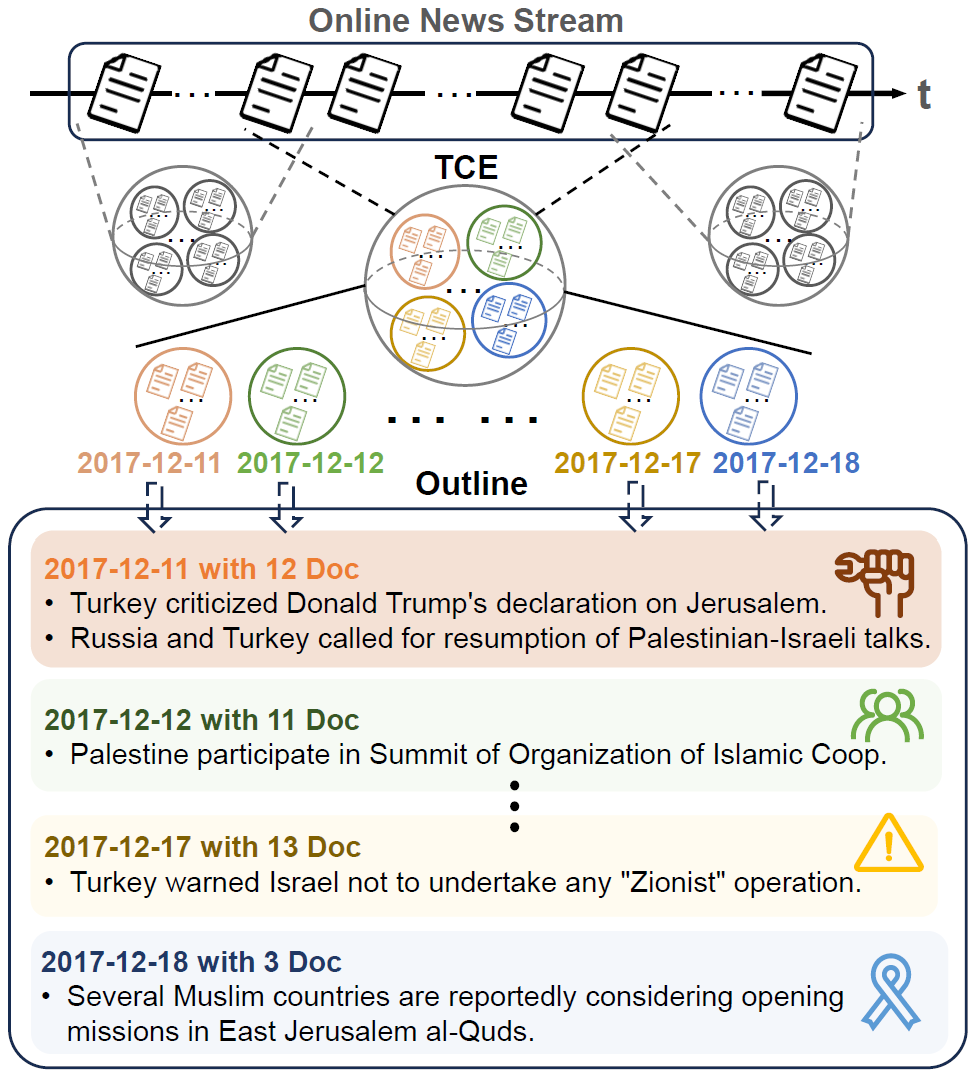 Online News Stream
t
TCE
2017-12-11 2017-12-12 2017-12-17 2017-12-18
Outline
2017-12-11 with 12 Doc
• Turkey criticized Donald Trump's declaration on Jerusalem.
• Russia and Turkey called for resumption of Palestinian-Israeli talks.
2017-12-12 with 11 Doc
• Palestine participate in Summit of Organization of Islamic Coop.
2017-12-17 with 13 Doc
• Turkey warned Israel not to undertake any "Zionist" operation.
2017-12-18 with 3 Doc
• Several Muslim countries are reportedly considering opening
missions in East Jerusalem al-Quds.